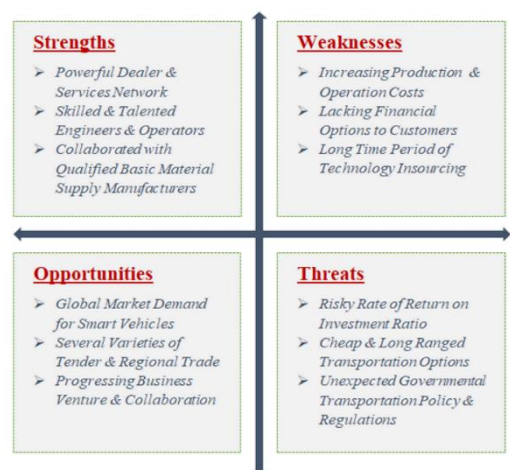 Strengths
➢ Powerful Dealer &
Services Network
➢ Skilled & Talented
Engineers & Operators
➢ Collaborated with
Qualified Basic Material
Supply Manufacturers
Weaknesses
➢ Increasing Production &
Operation Costs
➢ Lacking Financial
Options to Customers
➢ Long Time Period of
Technology Insourcing
Opportunities
➢ Global Market Demand
for Smart Vehicles
➢ Several Varieties of
Tender & Regional Trade
➢ Progressing Business
Venture & Collaboration
Threats
➢ Risky Rate of Return on
Investment Ratio
➢ Cheap & Long Ranged
Transportation Options
➢ Unexpected Governmental
Transportation Policy &
Regulations